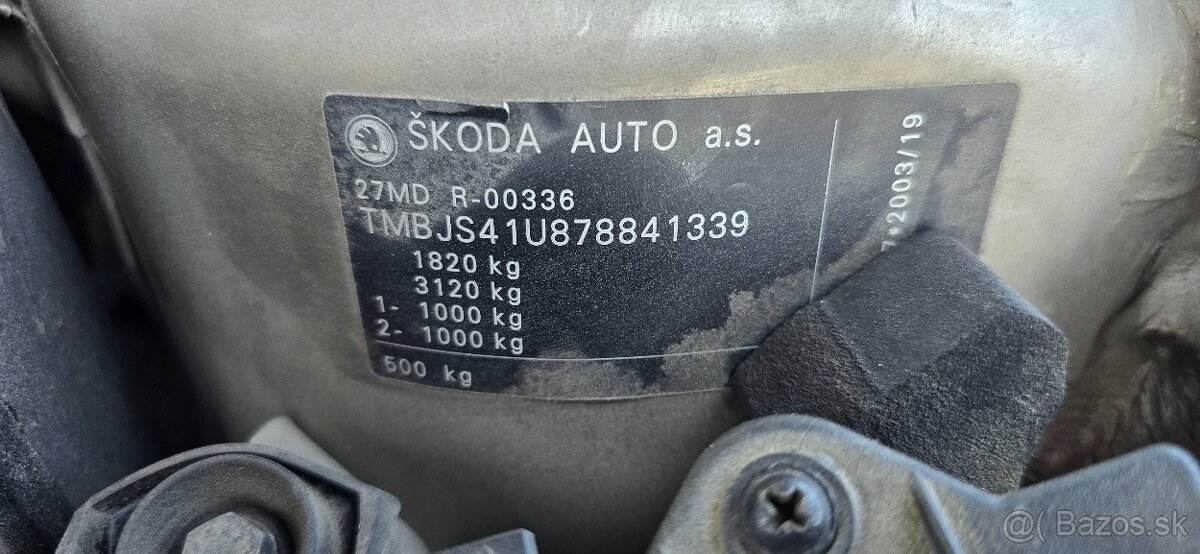 ŠKODA AUTO a.s.
27MD R-00336
TMBJS41U878841339
1820 kg
3120 kg
1- 1000 kg
2- 1000 kg
500 kg
7*2003/19
@( Bazos.sk